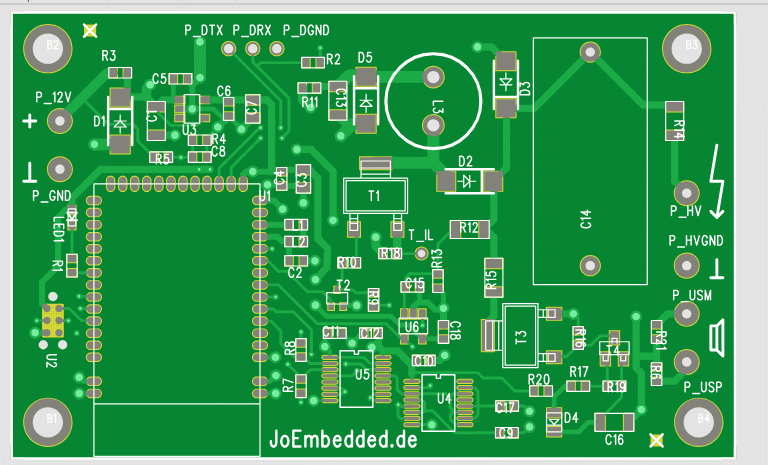 P_DTX P_DRX P_DGND
B2
B3
R3
R2
D5
C5
C6
R11
C13
D3
L3
P_12V
+
D1
C1
U3
C7
R4
C8
R5
R14
D2
P_GND
C4
C3
U1
T1
C14
P_HV
LED1
L1
L2
R12
T_IL
P_HVGND
R1
C2
R10
R18
R13
R15
T2
R9
C15
P_USM
U2
C11
C12
U6
C18
T3
R16
T4
R21
R8
U5
C10
R6
R7
U4
R20
R17
R19
P_USP
B1
C17
D4
C16
B4
C9
JoEmbedded.de